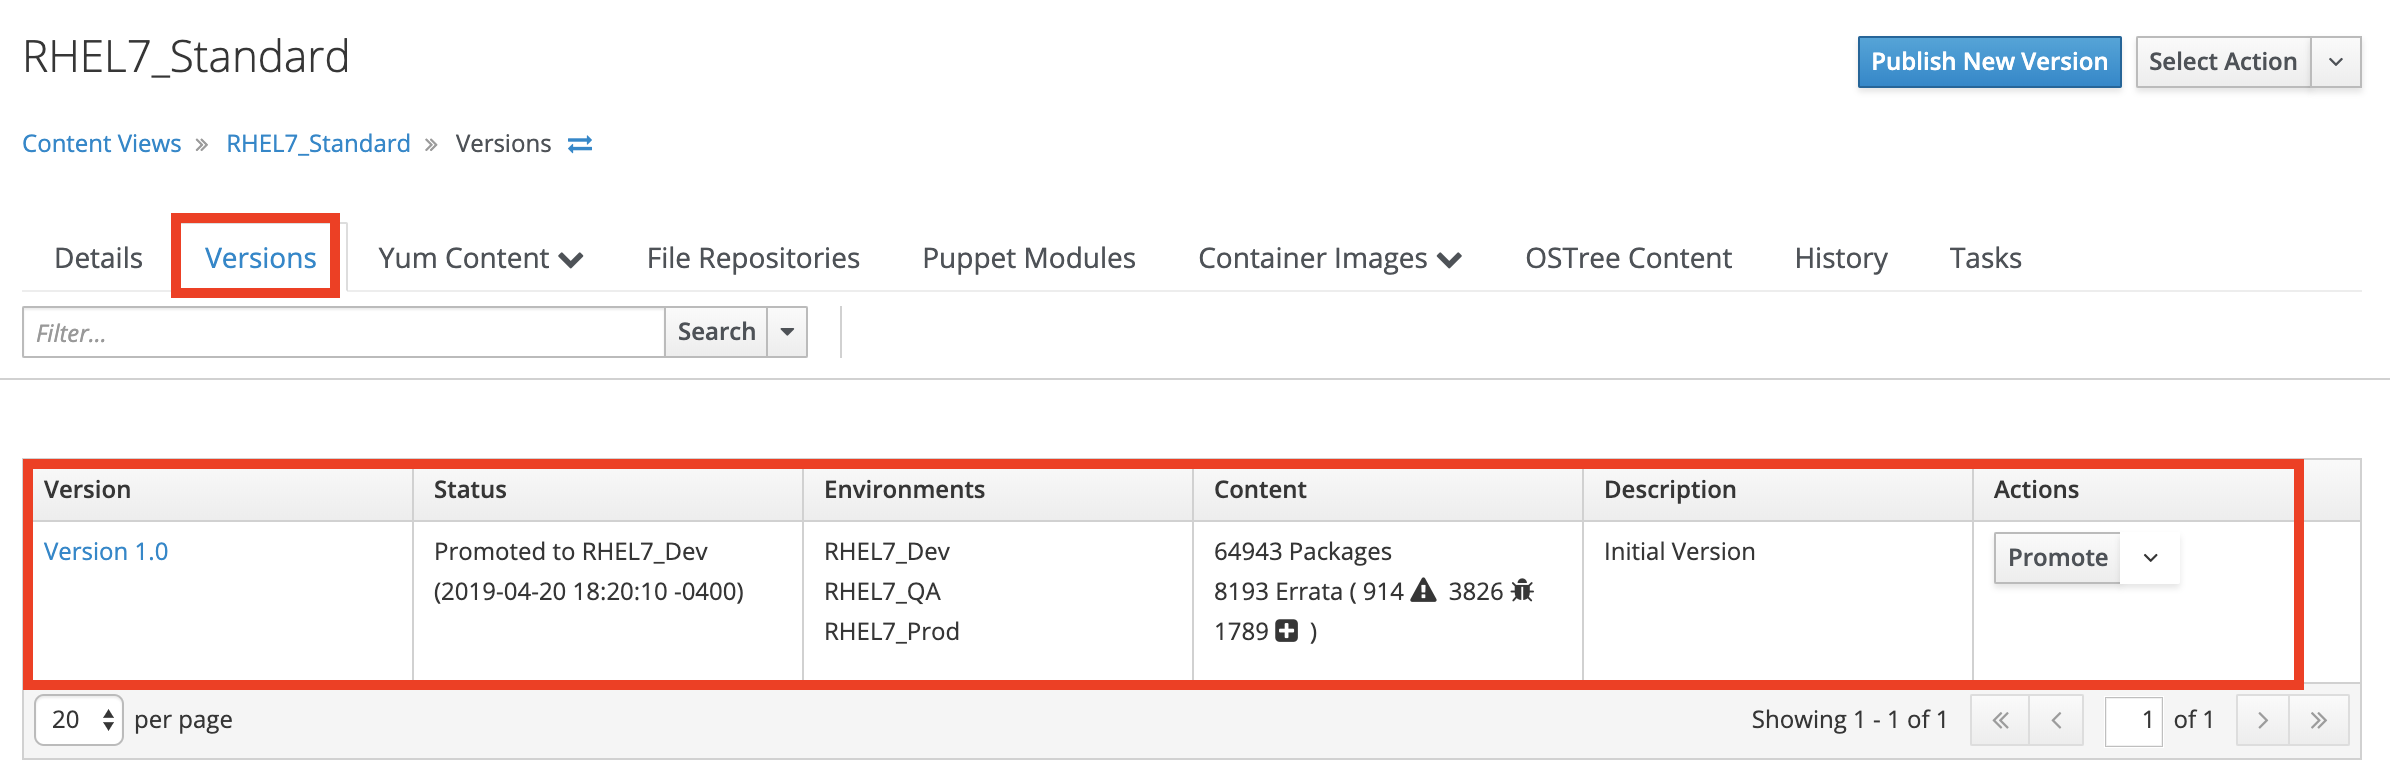 RHEL7_Standard
Publish New Version
Select Action
Content Views » RHEL7_Standard » Versions
Details
Versions
Yum Content
File Repositories
Puppet Modules
Container Images
OSTree Content
History
Tasks
Filter...
Search
Version
Status
Environments
Content
Description
Actions
Version 1.0
Promoted to RHEL7_Dev
(2019-04-20 18:20:10 -0400)
RHEL7_Dev
RHEL7_QA
RHEL7_Prod
64943 Packages
8193 Errata ( 914 3826
1789 )
Initial Version
Promote
20 per page
Showing 1 - 1 of 1
« ‹ 1 of 1 › »